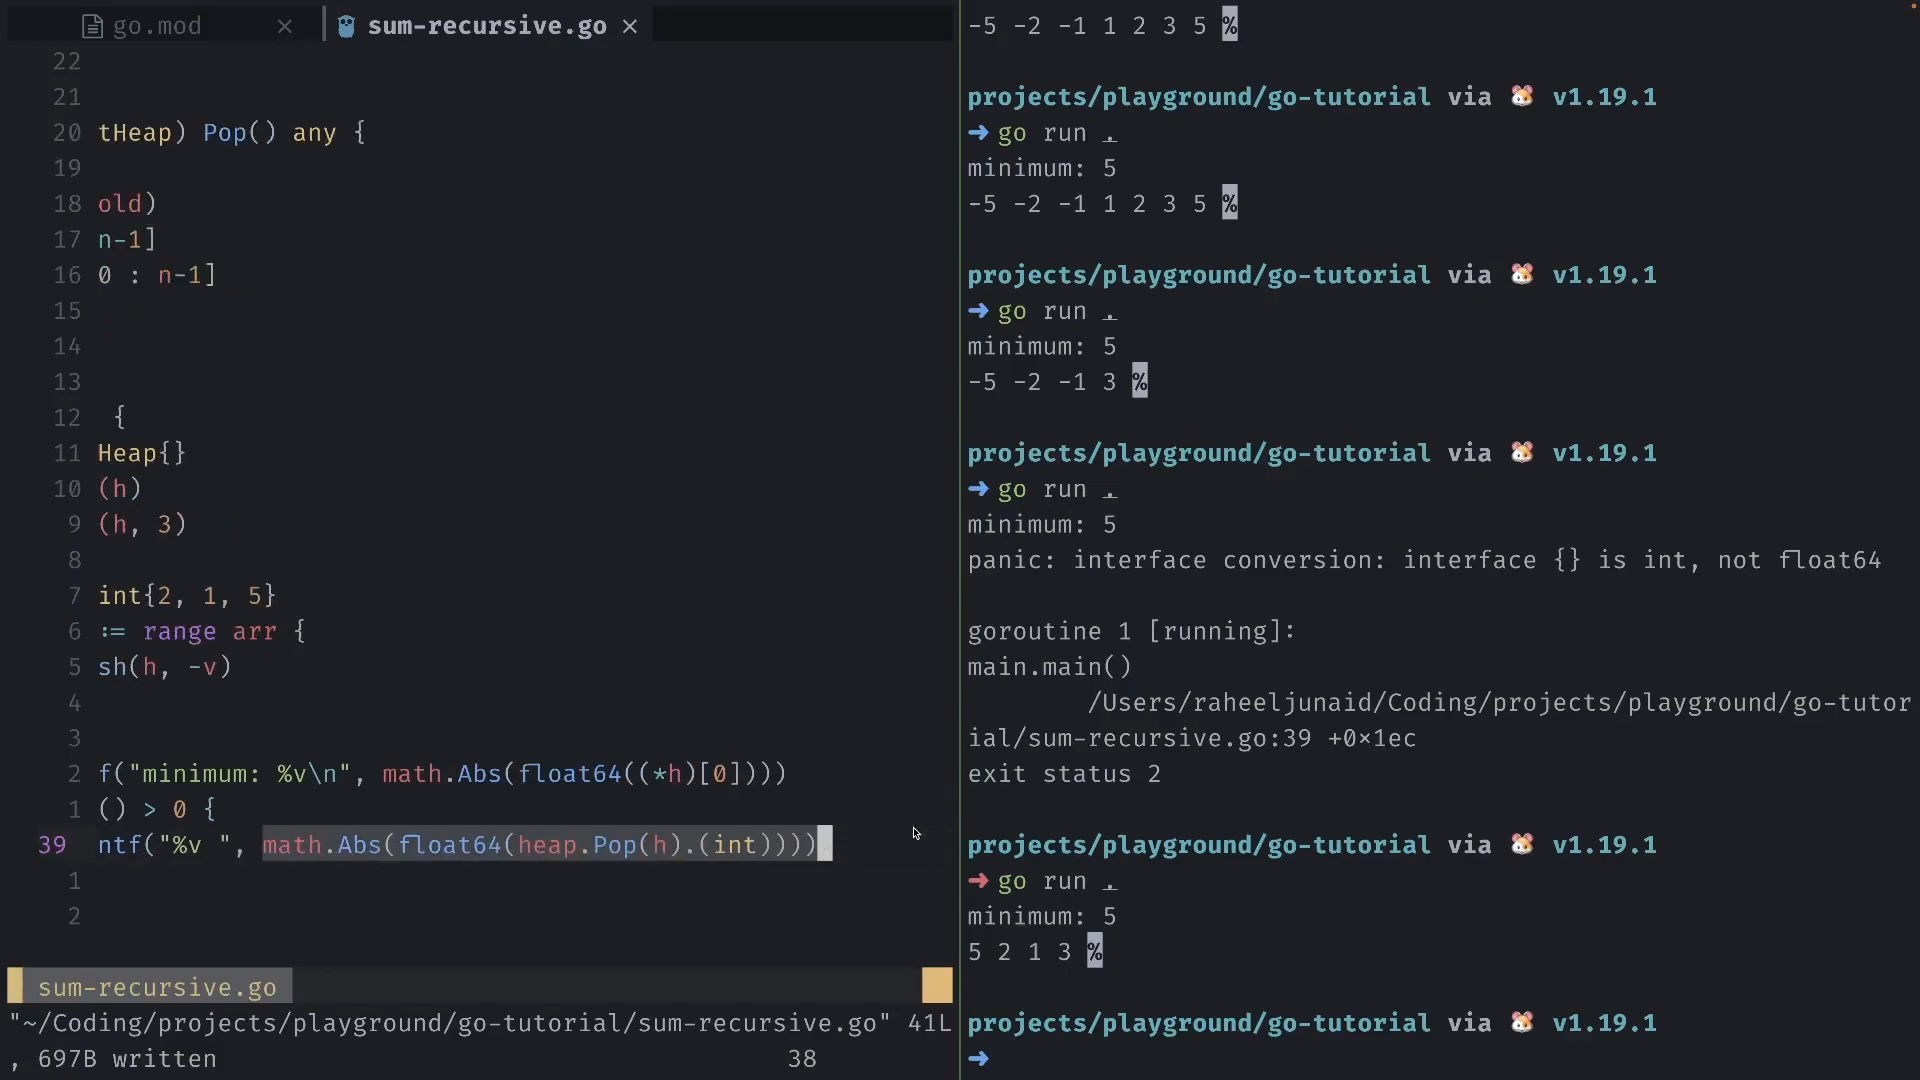 go.mod × sum-recursive.go ×
22
21
20 tHeap) Pop() any {
19
18 old)
17 n-1]
16 0 : n-1]
15
14
13
12 {
11 Heap{}
10 (h)
9 (h, 3)
8
7 int{2, 1, 5}
6 := range arr {
5 sh(h, -v)
4
3
2 f("minimum: %v\n", math.Abs(float64((*h)[0])))
1 () > 0 {
39 ntf("%v ", math.Abs(float64(heap.Pop(h).(int))))
1
2
sum-recursive.go
"~/Coding/projects/playground/go-tutorial/sum-recursive.go" 41L
, 697B written 38
-5 -2 -1 1 2 3 5 %
projects/playground/go-tutorial via 🐹 v1.19.1
➜ go run .
minimum: 5
-5 -2 -1 1 2 3 5 %
projects/playground/go-tutorial via 🐹 v1.19.1
➜ go run .
minimum: 5
-5 -2 -1 3 %
projects/playground/go-tutorial via 🐹 v1.19.1
➜ go run .
minimum: 5
panic: interface conversion: interface {} is int, not float64
goroutine 1 [running]:
main.main()
/Users/raheeljunaid/Coding/projects/playground/go-tutor
ial/sum-recursive.go:39 +0×1ec
exit status 2
projects/playground/go-tutorial via 🐹 v1.19.1
➜ go run .
minimum: 5
5 2 1 3 %
projects/playground/go-tutorial via 🐹 v1.19.1
➜